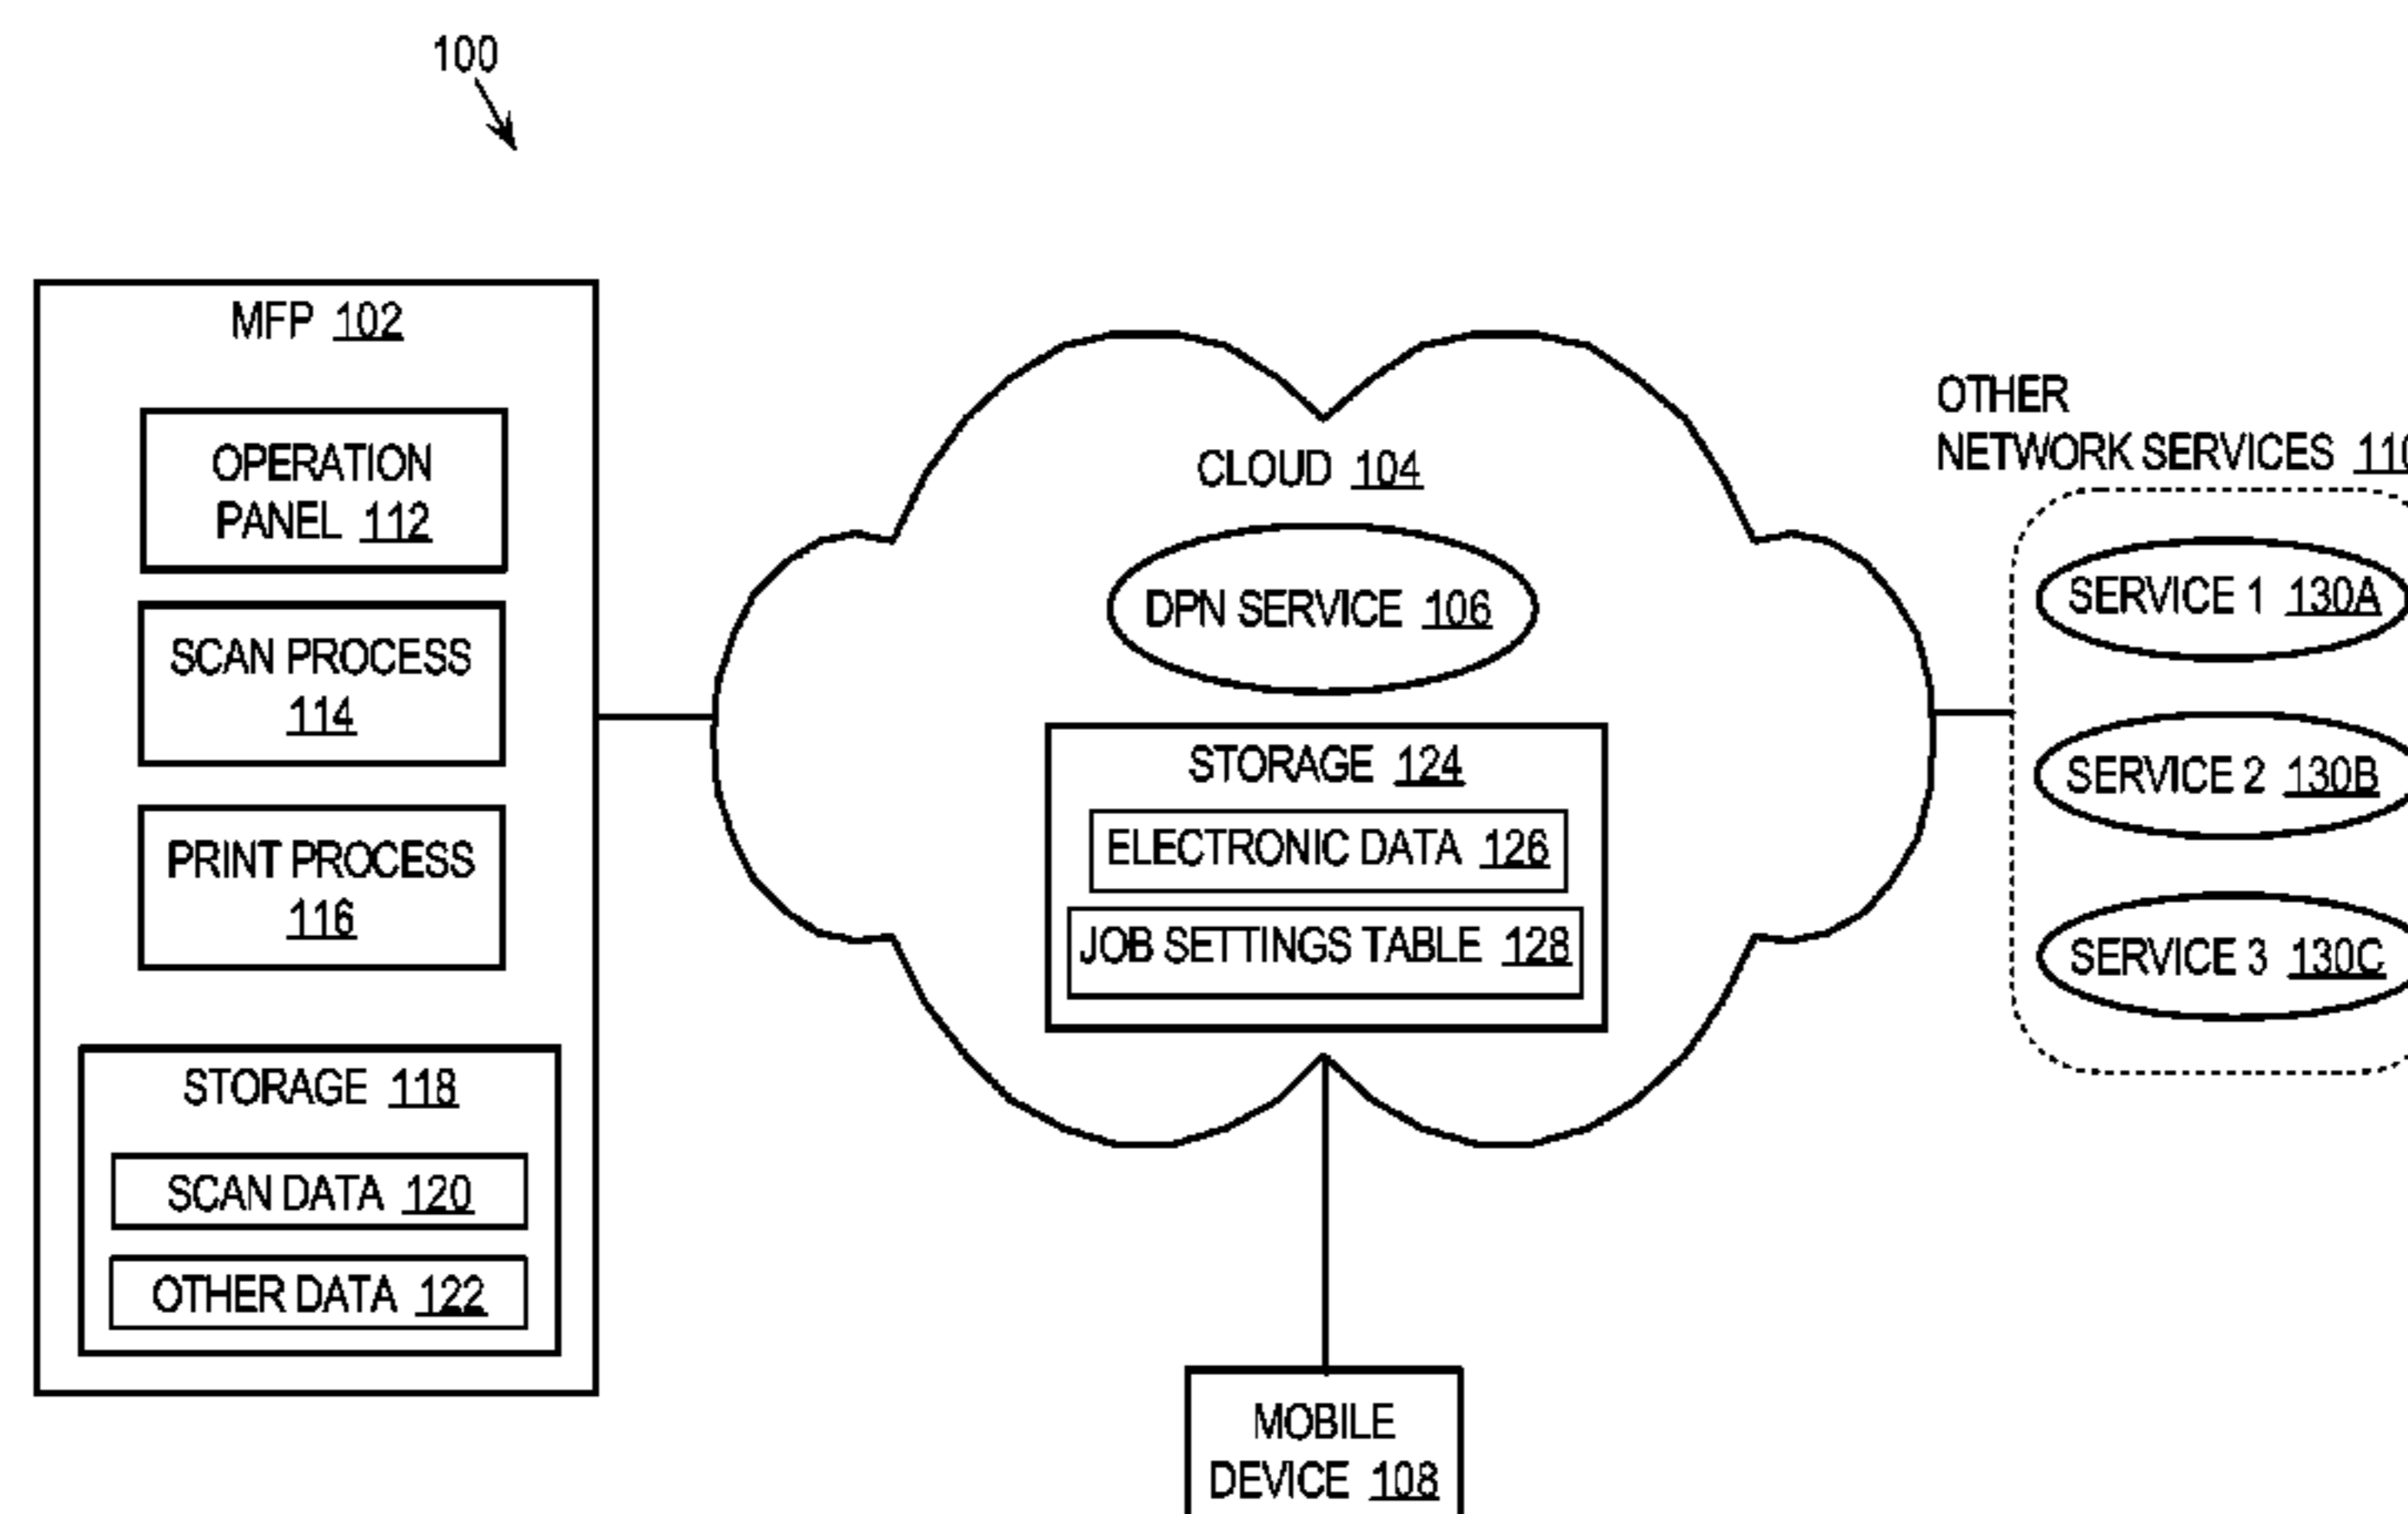 100
MFP 102
OPERATION
PANEL 112
SCAN PROCESS
114
PRINT PROCESS
116
STORAGE 118
SCAN DATA 120
OTHER DATA 122
CLOUD 104
DPN SERVICE 106
STORAGE 124
ELECTRONIC DATA 126
JOB SETTINGS TABLE 128
MOBILE
DEVICE 108
OTHER
NETWORK SERVICES 110
SERVICE 1 130A
SERVICE 2 130B
SERVICE 3 130C